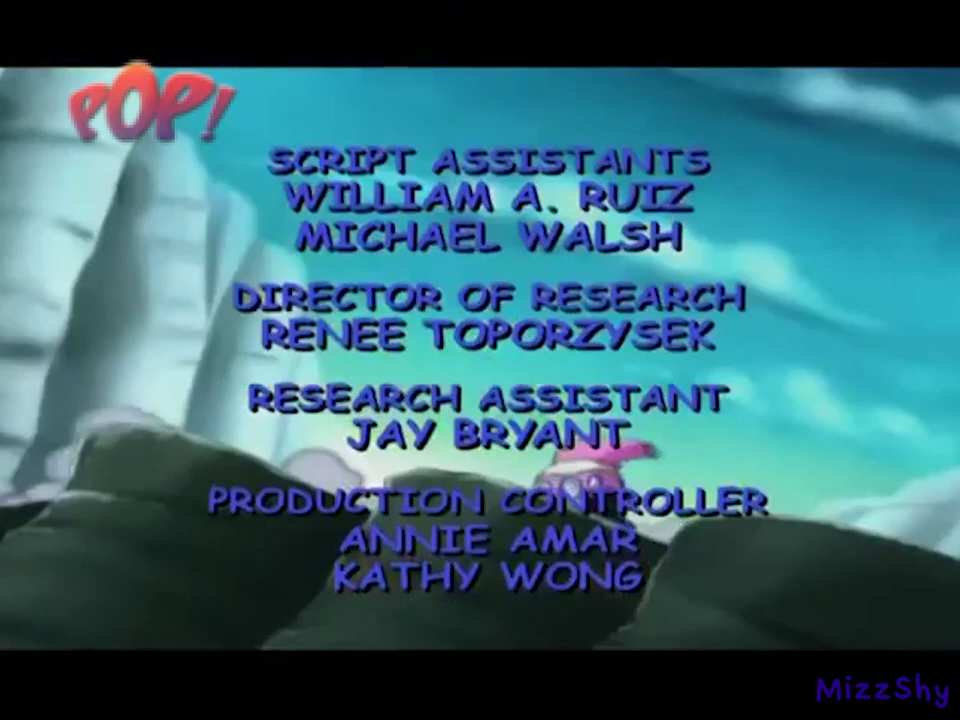 POP!
SCRIPT ASSISTANTS
WILLIAM A. RUIZ
MICHAEL WALSH
DIRECTOR OF RESEARCH
RENEE TOPORZYSEK
RESEARCH ASSISTANT
JAY BRYANT
PRODUCTION CONTROLLER
ANNIE AMAR
KATHY WONG
MizzShy